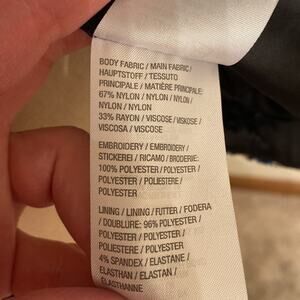 BODY FABRIC / MAIN FABRIC /
HAUPTSTOFF / TESSUTO
PRINCIPALE / MATIÈRE PRINCIPALE:
67% NYLON / NYLON / NYLON /
NYLON / NYLON
33% RAYON / VISCOSE / VISKOSE /
VISCOSA / VISCOSE
EMBROIDERY / EMBROIDERY /
STICKEREI / RICAMO / BRODERIE:
100% POLYESTER / POLYESTER /
POLYESTER / POLIESTERE /
POLYESTER
LINING / LINING / FUTTER / FODERA
/ DOUBLURE: 96% POLYESTER /
POLYESTER / POLYESTER /
POLIESTERE / POLYESTER
4% SPANDEX / ELASTANE /
ELASTHAN / ELASTAN /
ELASTHANNE